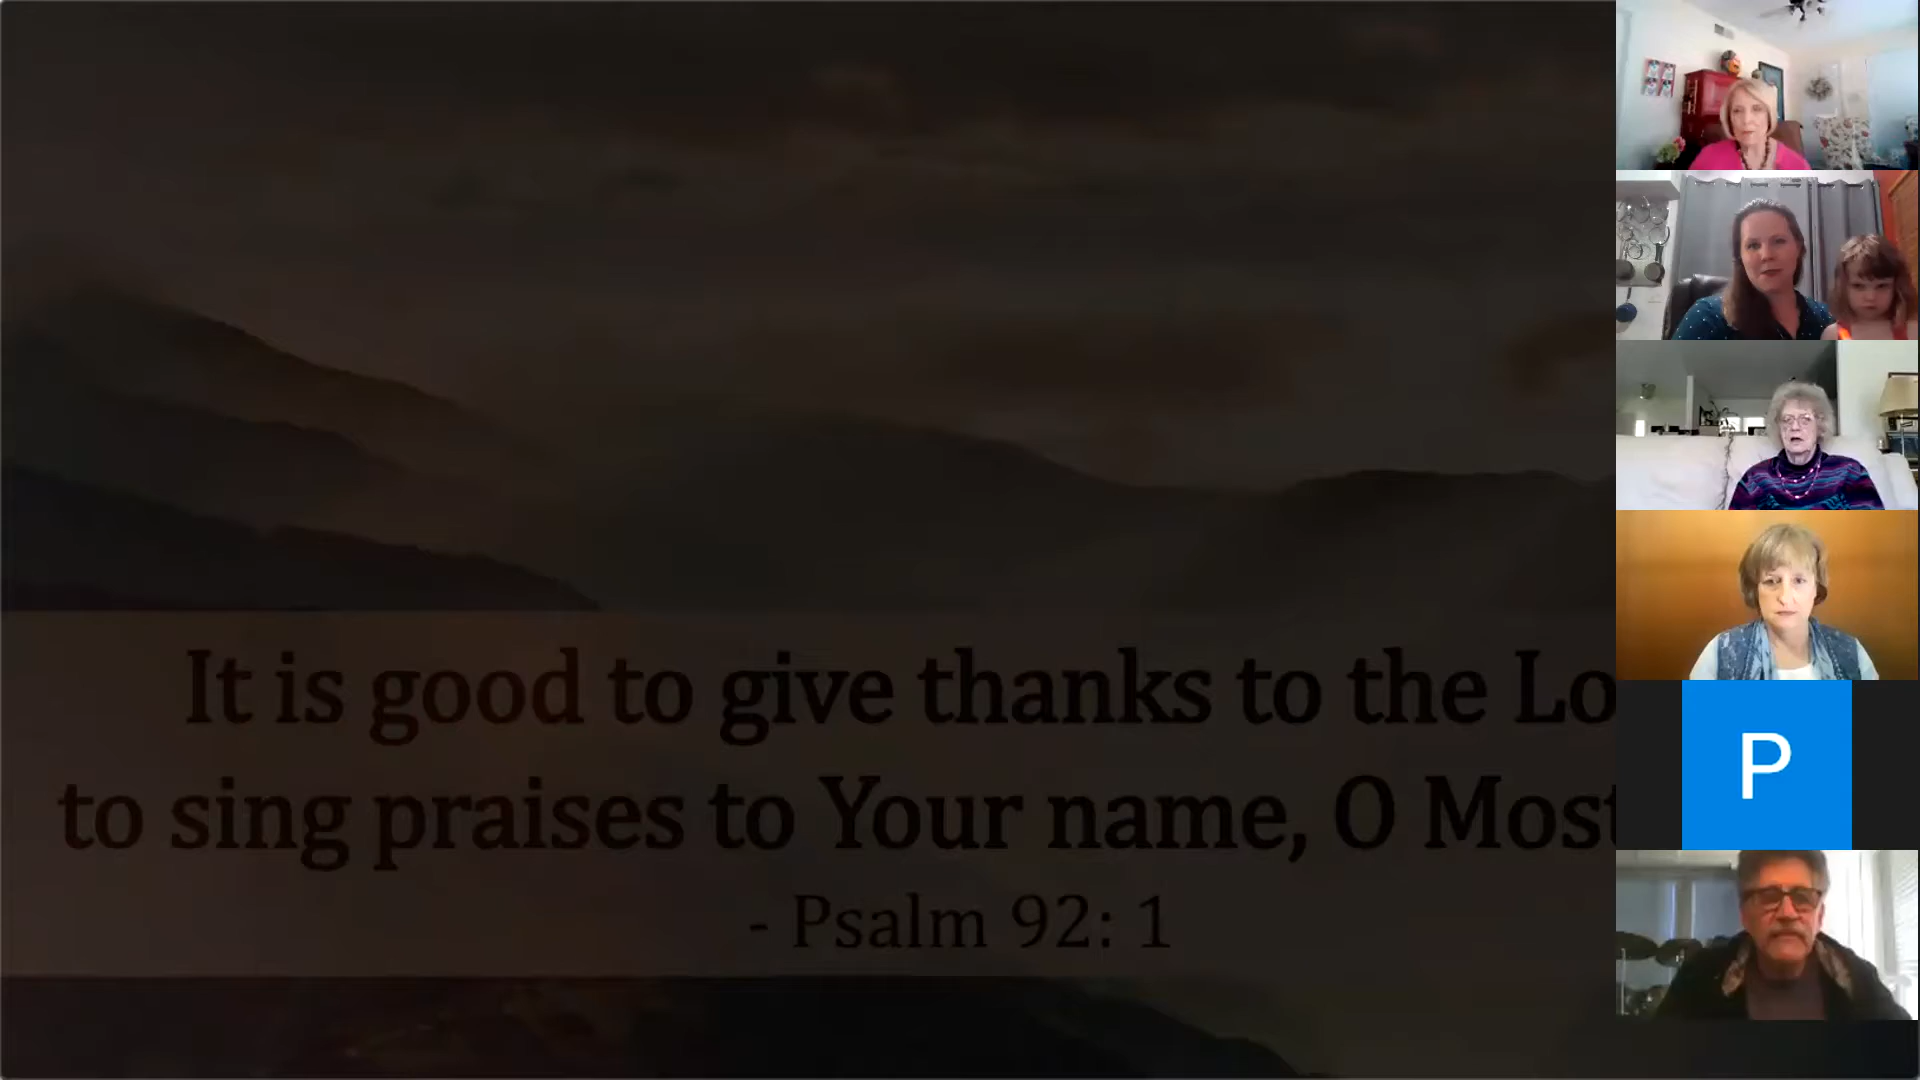 It is good to give thanks to the Lo
to sing praises to Your name, O Most
- Psalm 92: 1
P